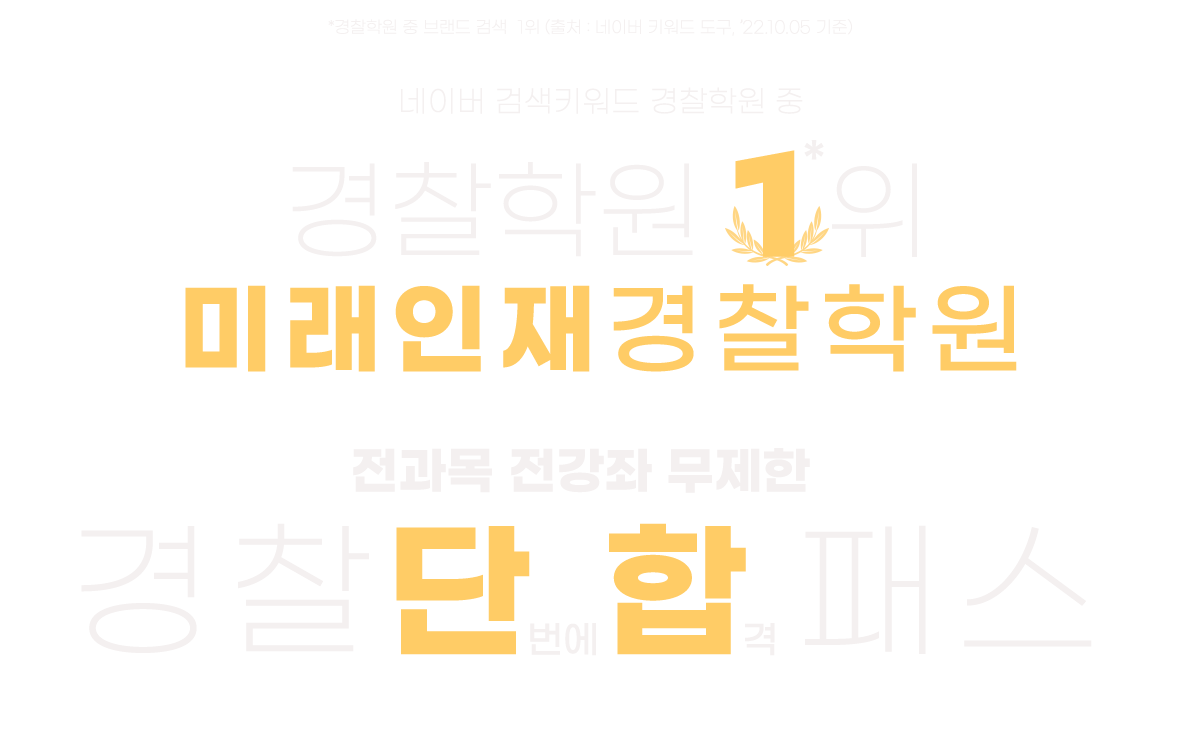 *경찰학원 중 브랜드 검색 1위 (출처 : 네이버 키워드 도구, '22.10.05 기준)
네이버 검색키워드 경찰학원 중
경찰학원 1*위
미래인재경찰학원
전과목 전강좌 무제한
경찰 단번에 합격 패스